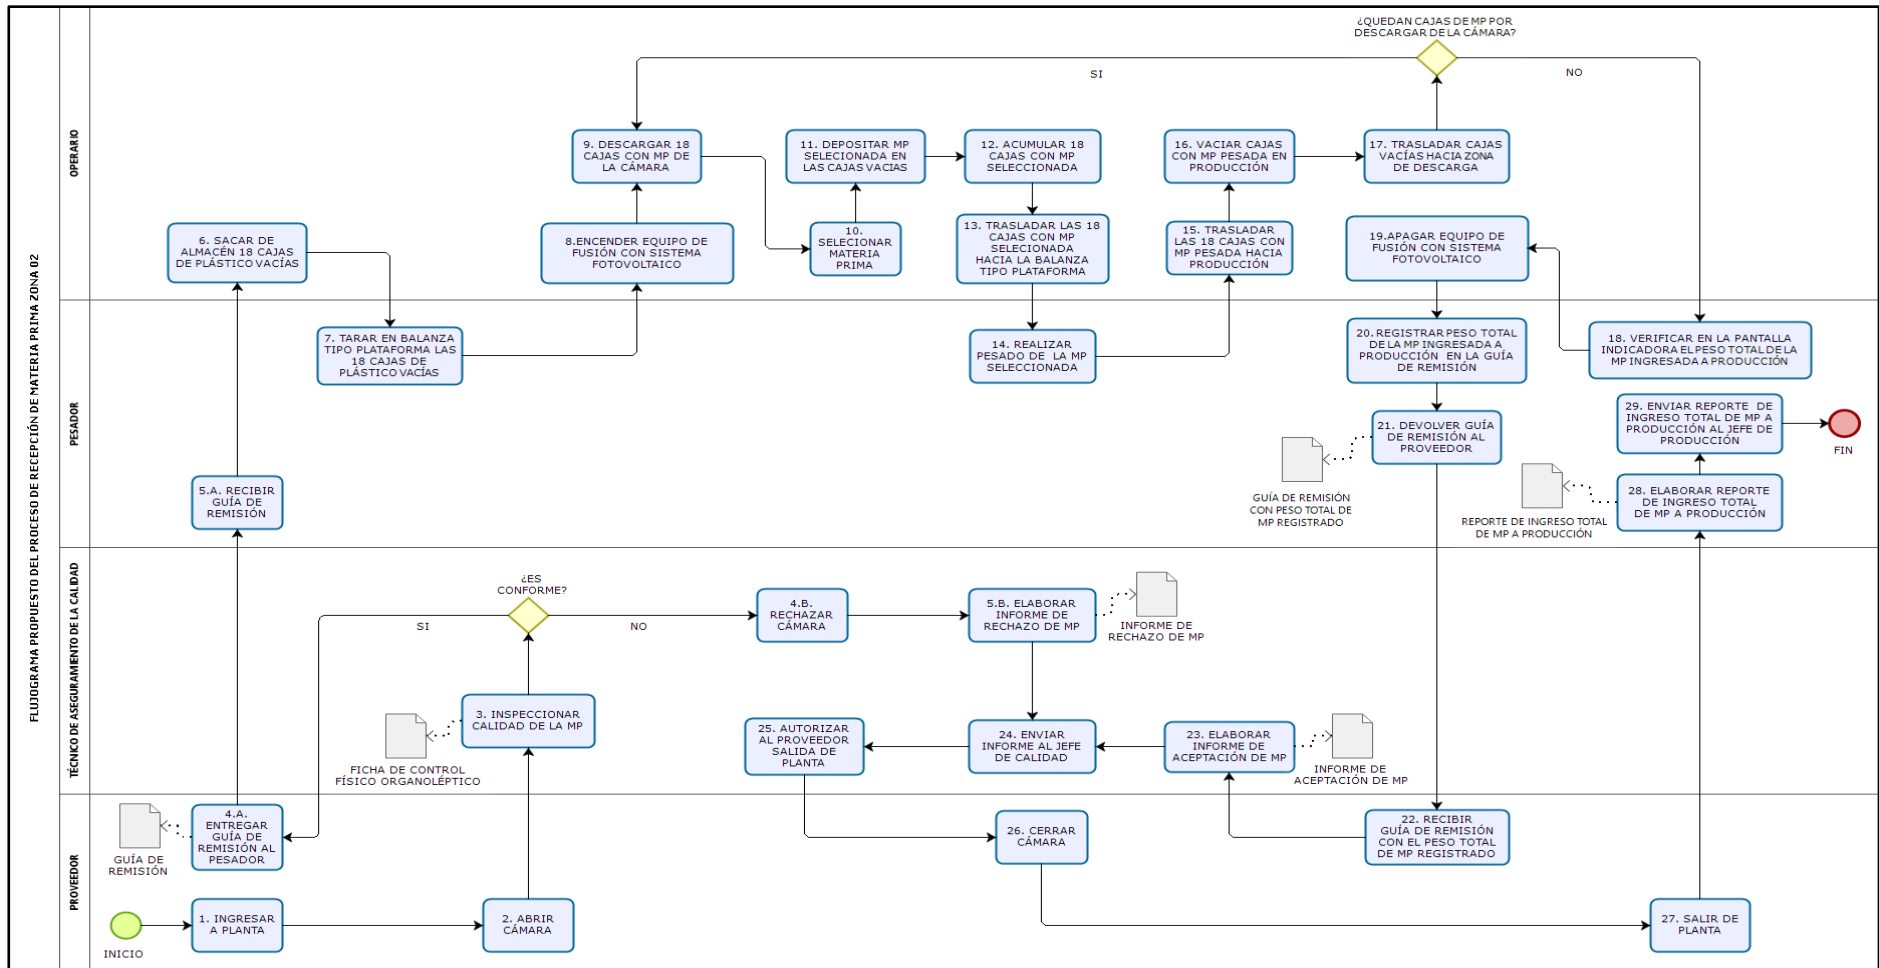 FLUJOGRAMA PROPUESTO DEL PROCESO DE RECEPCIÓN DE MATERIA PRIMA ZONA 02
OPERARIO
¿QUEDAN CAJAS DE MP POR
DESCARGAR DE LA CÁMARA?
SI
NO
9. DESCARGAR 18
CAJAS CON MP DE
LA CÁMARA
11. DEPOSITAR MP
SELECIONADA EN
LAS CAJAS VACIAS
12. ACUMULAR 18
CAJAS CON MP
SELECCIONADA
16. VACIAR CAJAS
CON MP PESADA EN
PRODUCCIÓN
17. TRASLADAR CAJAS
VACÍAS HACIA ZONA
DE DESCARGA
6. SACAR DE
ALMACÉN 18 CAJAS
DE PLÁSTICO VACÍAS
8.ENCENDER EQUIPO DE
FUSIÓN CON SISTEMA
FOTOVOLTAICO
10.
SELECIONAR
MATERIA
PRIMA
13. TRASLADAR LAS 18
CAJAS CON MP
SELECIONADA
HACIA LA BALANZA
TIPO PLATAFORMA
15. TRASLADAR
LAS 18 CAJAS CON
MP PESADA HACIA
PRODUCCIÓN
19.APAGAR EQUIPO DE
FUSIÓN CON SISTEMA
FOTOVOLTAICO
PESADOR
7. TARAR EN BALANZA
TIPO PLATAFORMA LAS
18 CAJAS DE
PLÁSTICO VACÍAS
14. REALIZAR
PESADO DE LA MP
SELECCIONADA
20. REGISTRAR PESO TOTAL
DE LA MP INGRESADA A
PRODUCCIÓN EN LA GUÍA
DE REMISIÓN
18. VERIFICAR EN LA PANTALLA
INDICADORA EL PESO TOTAL DE LA
MP INGRESADA A PRODUCCIÓN
21. DEVOLVER GUÍA
DE REMISIÓN AL
PROVEEDOR
29. ENVIAR REPORTE DE
INGRESO TOTAL DE MP A
PRODUCCIÓN AL JEFE DE
PRODUCCIÓN
FIN
5.A. RECIBIR
GUÍA DE
REMISIÓN
GUÍA DE REMISIÓN
CON PESO TOTAL DE
MP REGISTRADO
REPORTE DE INGRESO TOTAL
DE MP A PRODUCCIÓN
28. ELABORAR REPORTE
DE INGRESO TOTAL
DE MP A PRODUCCIÓN
TÉCNICO DE ASEGURAMIENTO DE LA CALIDAD
¿ES
CONFORME?
SI
NO
4.B.
RECHAZAR
CÁMARA
5.B. ELABORAR
INFORME DE
RECHAZO DE MP
INFORME DE
RECHAZO DE MP
3. INSPECCIONAR
CALIDAD DE LA MP
FICHA DE CONTROL
FÍSICO ORGANOLÉPTICO
25. AUTORIZAR
AL PROVEEDOR
SALIDA DE
PLANTA
24. ENVIAR
INFORME AL JEFE
DE CALIDAD
23. ELABORAR
INFORME DE
ACEPTACIÓN DE MP
INFORME DE
ACEPTACIÓN DE MP
PROVEEDOR
GUÍA DE
REMISIÓN
4.A.
ENTREGAR
GUÍA DE
REMISIÓN AL
PESADOR
26. CERRAR
CÁMARA
22. RECIBIR
GUÍA DE REMISIÓN
CON EL PESO TOTAL
DE MP REGISTRADO
INICIO
1. INGRESAR
A PLANTA
2. ABRIR
CÁMARA
27. SALIR DE
PLANTA